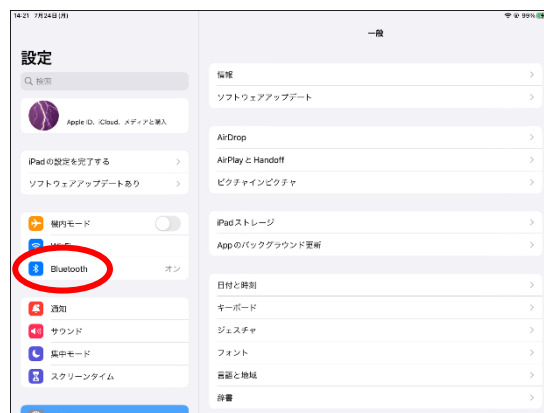 14:21 7月24日(月)
99%
一般
設定
検索
Apple ID、iCloud、メディアと購入
iPadの設定を完了する
ソフトウェアアップデートあり
機内モード
Wi-Fi
Bluetooth オン
通知
サウンド
集中モード
スクリーンタイム
情報
ソフトウェアアップデート
AirDrop
AirPlayとHandoff
ピクチャインピクチャ
iPadストレージ
Appのバックグラウンド更新
日付と時刻
キーボード
ジェスチャ
フォント
言語と地域
辞書